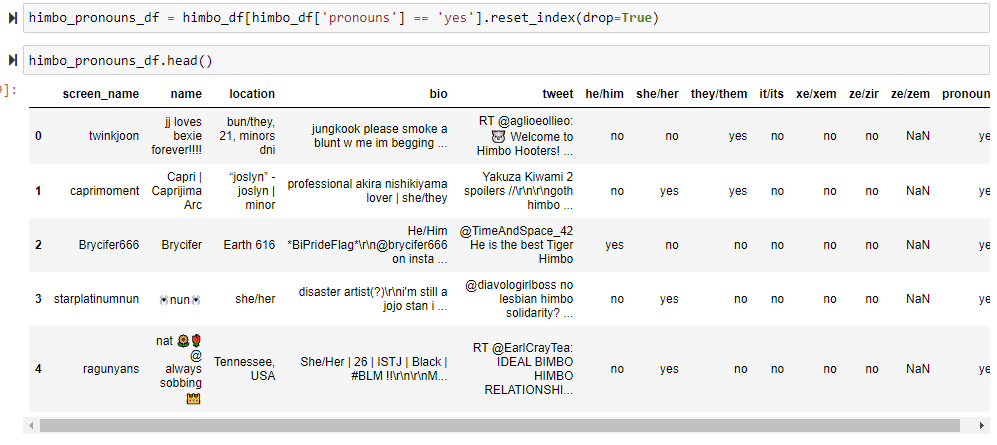 himbo_pronouns_df = himbo_df[himbo_df['pronouns'] == 'yes'].reset_index(drop=True)
himbo_pronouns_df.head()
]:
screen_name name location bio tweet he/him she/her they/them it/its xe/xem ze/zir ze/zem pronoun
0 twinkjoon jj loves bexie forever!!!! bun/they, 21, minors dni jungkook please smoke a blunt w me im begging ... RT @aglioeollieo: 🐷 Welcome to Himbo Hooters! ... no no yes no no no NaN ye
1 caprimoment Capri | Caprijima Arc “joslyn” - joslyn | minor professional akira nishikiyama lover | she/they Yakuza Kiwami 2 spoilers //\r\n\r\ngoth himbo ... no yes yes no no no NaN ye
2 Brycifer666 Brycifer Earth 616 He/Him *BiPrideFlag*\r\n@brycifer666 on insta ... @TimeAndSpace_42 He is the best Tiger Himbo yes no no no no no NaN ye
3 starplatinumnun nun she/her disaster artist(?)\r\ni'm still a jojo stan i ... @diavologirlboss no lesbian himbo solidarity? ... no yes no no no no NaN ye
4 ragunyans nat 🌻🌹 @ always sobbing 👑 Tennessee, USA She/Her | 26 | ISTJ | Black | #BLM !!\r\n\r\nM... RT @EarlCrayTea: IDEAL BIMBO HIMBO RELATIONSHI... no yes no no no no NaN ye